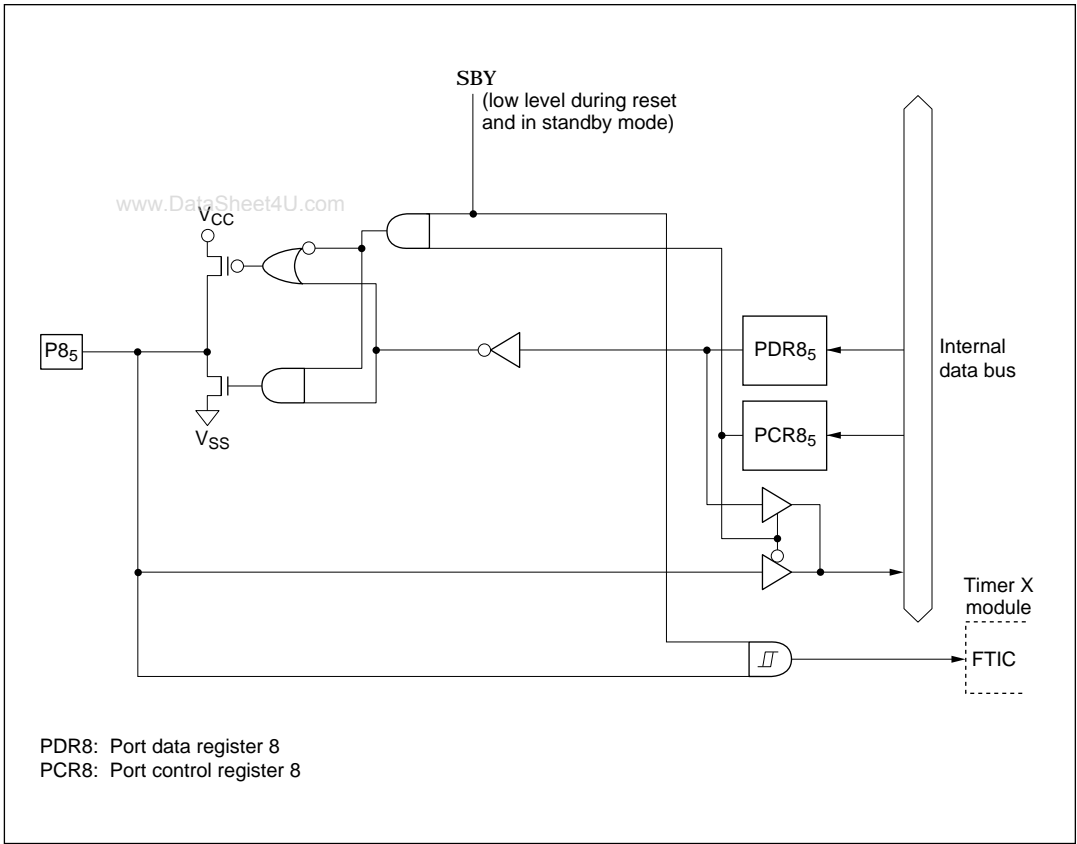 SBY
(low level during reset
and in standby mode)
www.DataSheet4U.com
VCC
P85
VSS
PDR85
PCR85
Internal
data bus
Timer X
module
FTIC
PDR8: Port data register 8
PCR8: Port control register 8